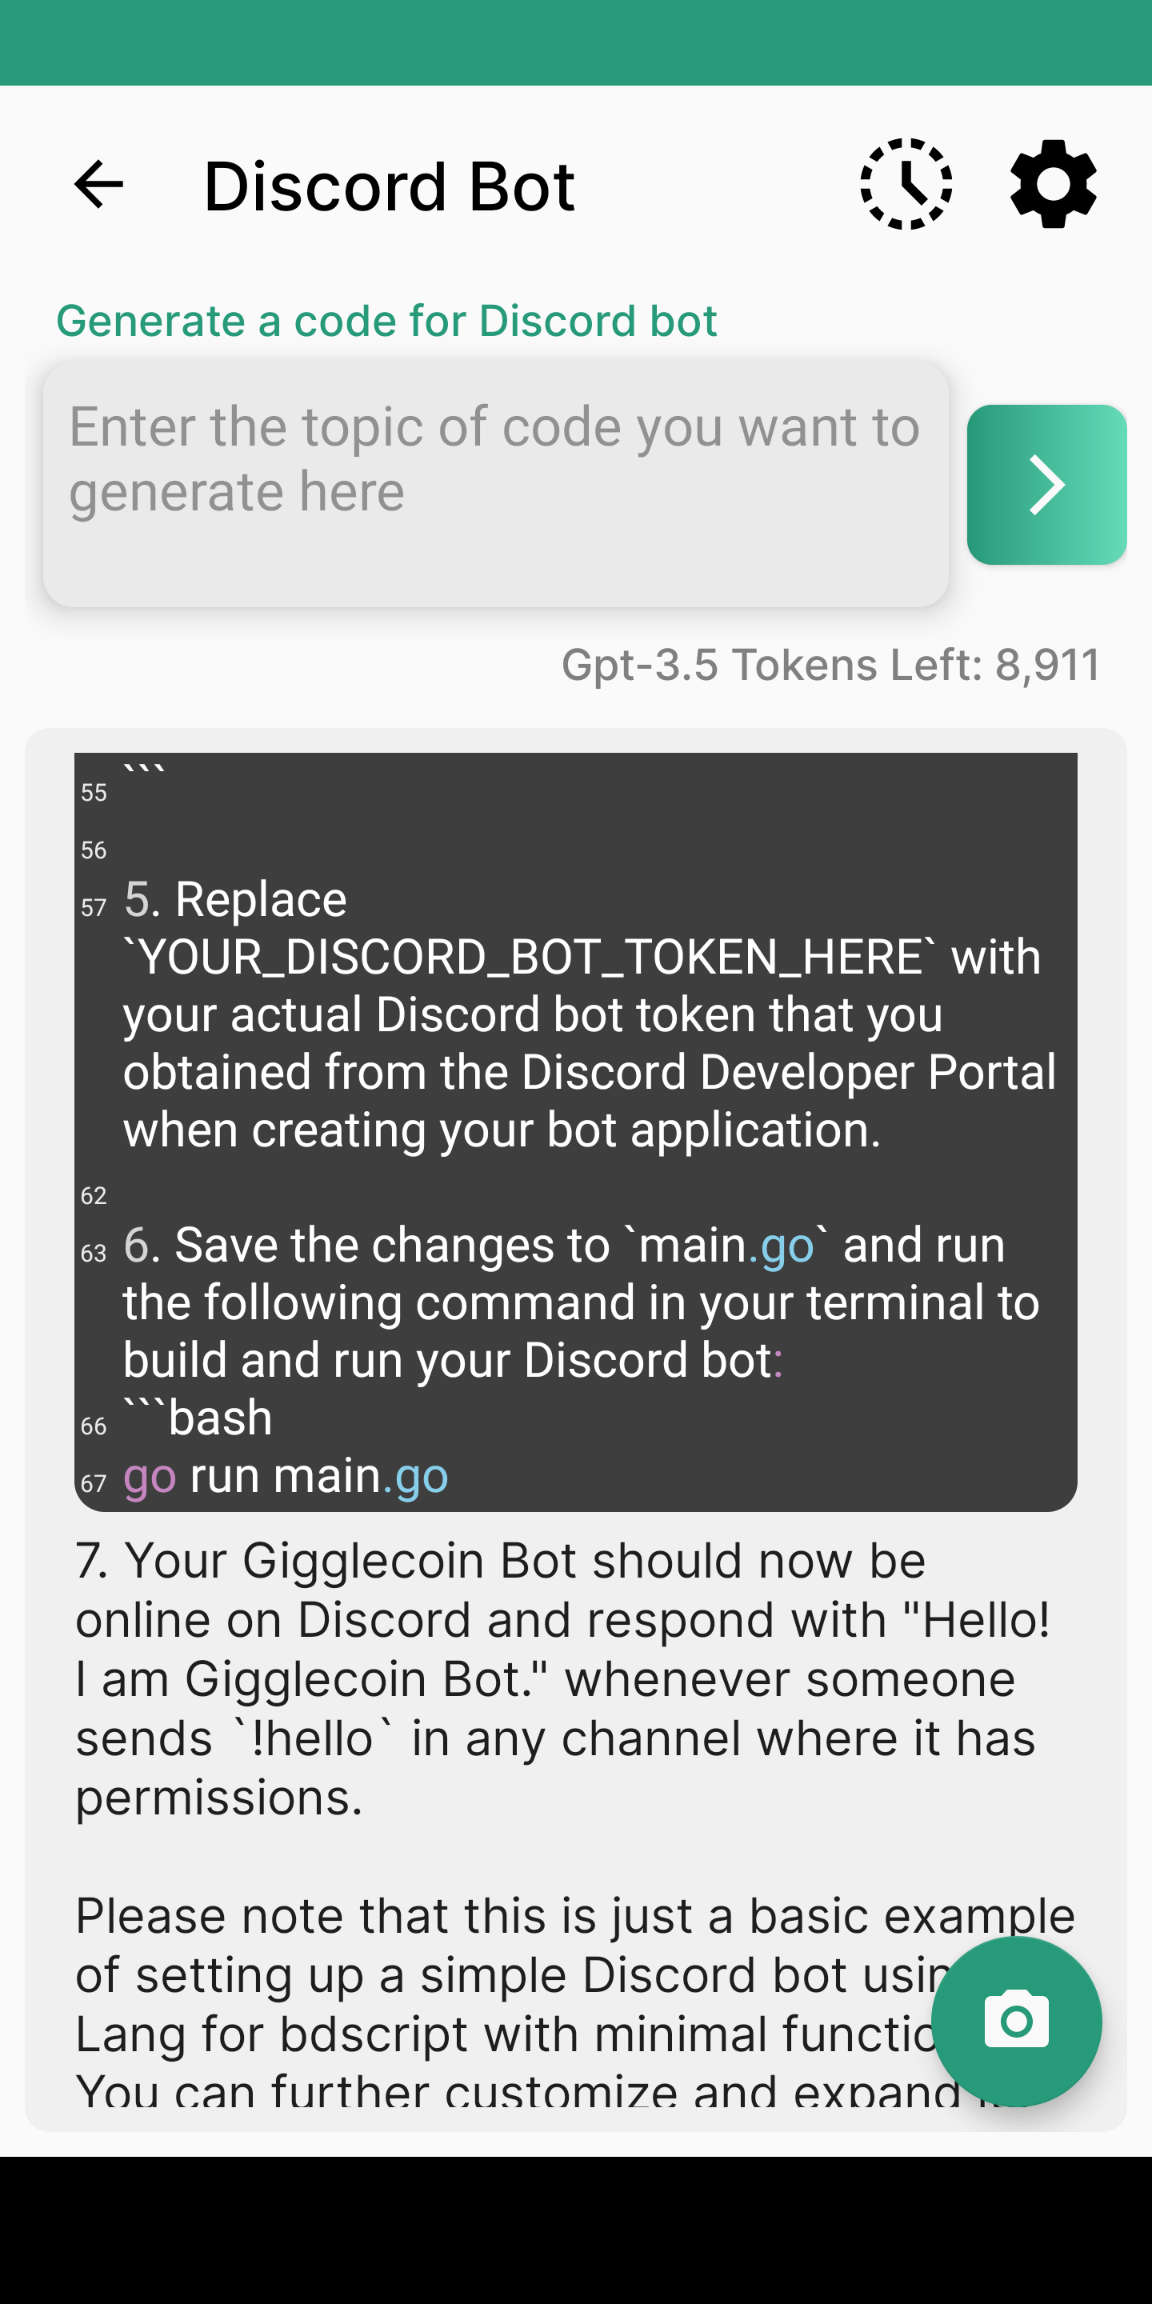 Discord Bot
Generate a code for Discord bot
Enter the topic of code you want to
generate here
Gpt-3.5 Tokens Left: 8,911
55 ```
56
57 5. Replace
`YOUR_DISCORD_BOT_TOKEN_HERE` with
your actual Discord bot token that you
obtained from the Discord Developer Portal
when creating your bot application.
62
63 6. Save the changes to `main.go` and run
the following command in your terminal to
build and run your Discord bot:
66 ```bash
67 go run main.go
7. Your Gigglecoin Bot should now be
online on Discord and respond with "Hello!
I am Gigglecoin Bot." whenever someone
sends `!hello` in any channel where it has
permissions.
Please note that this is just a basic example
of setting up a simple Discord bot
Lang for bdscript with minimal
You can further customize and expand